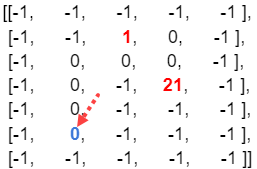 [[-1, -1, -1, -1, -1 ],
[-1, -1, 1, 0, -1 ],
[-1, 0, 0, 0, -1 ],
[-1, 0, -1, 21, -1 ],
[-1, 0, -1, -1, -1 ],
[-1, 0, -1, -1, -1 ],
[-1, -1, -1, -1, -1 ]]